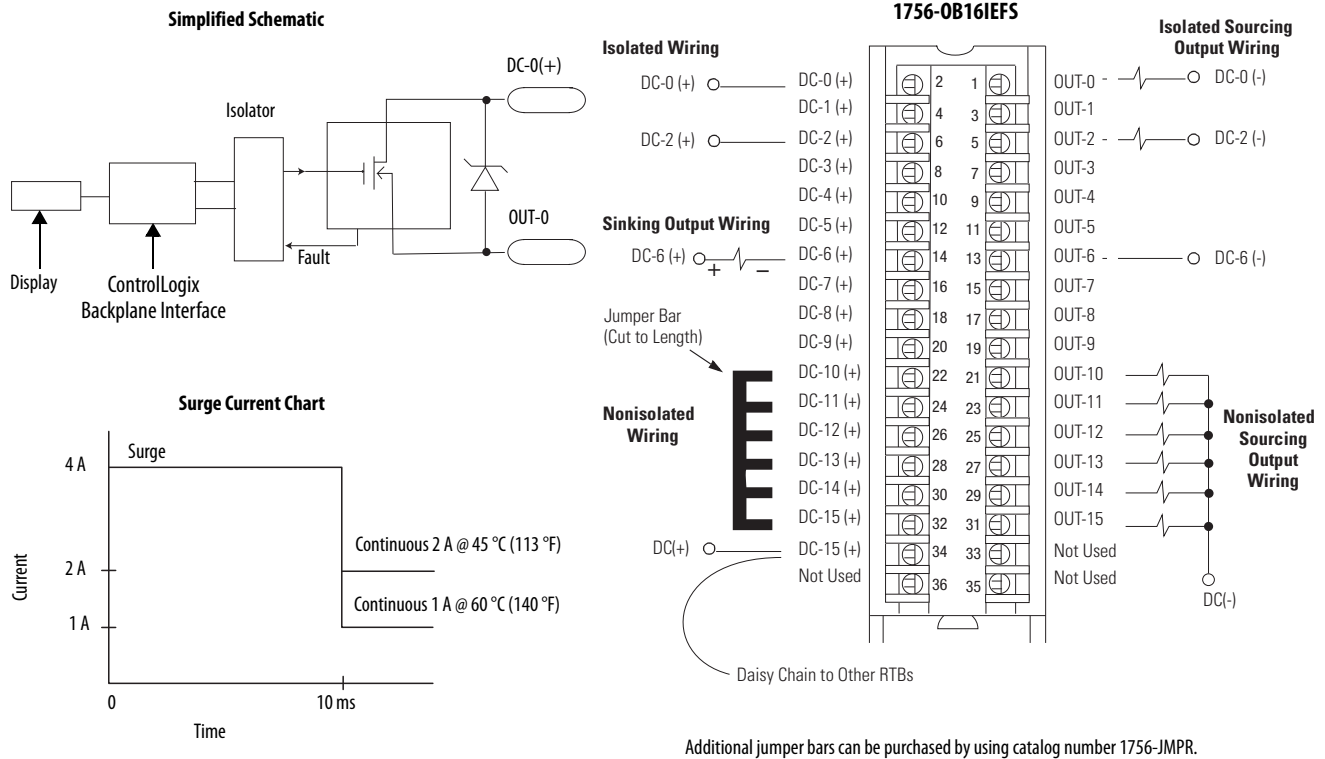 Simplified Schematic
DC-0(+)
Isolator
OUT-0
Fault
Display
ControlLogix
Backplane Interface
Surge Current Chart
Surge
4 A
2 A
1 A
Current
Continuous 2 A @ 45 °C (113 °F)
Continuous 1 A @ 60 °C (140 °F)
0
10 ms
Time
1756-OB16IEFS
Isolated Wiring
Isolated Sourcing
Output Wiring
DC-0 (+)
DC-0 (+)
2
1
OUT-0
DC-0 (-)
DC-1 (+)
4
3
OUT-1
DC-2 (+)
DC-2 (+)
6
5
OUT-2
DC-2 (-)
DC-3 (+)
8
7
OUT-3
DC-4 (+)
10
9
OUT-4
Sinking Output Wiring
DC-5 (+)
12
11
OUT-5
DC-6 (+)
+
–
DC-6 (+)
14
13
OUT-6
DC-6 (-)
DC-7 (+)
16
15
OUT-7
Jumper Bar
(Cut to Length)
DC-8 (+)
18
17
OUT-8
DC-9 (+)
20
19
OUT-9
DC-10 (+)
22
21
OUT-10
Nonisolated
Wiring
DC-11 (+)
24
23
OUT-11
DC-12 (+)
26
25
OUT-12
DC-13 (+)
28
27
OUT-13
DC-14 (+)
30
29
OUT-14
DC-15 (+)
32
31
OUT-15
Nonisolated
Sourcing
Output
Wiring
DC(+)
DC-15 (+)
34
33
Not Used
Not Used
36
35
Not Used
DC(-)
Daisy Chain to Other RTBs
Additional jumper bars can be purchased by using catalog number 1756-JMPR.